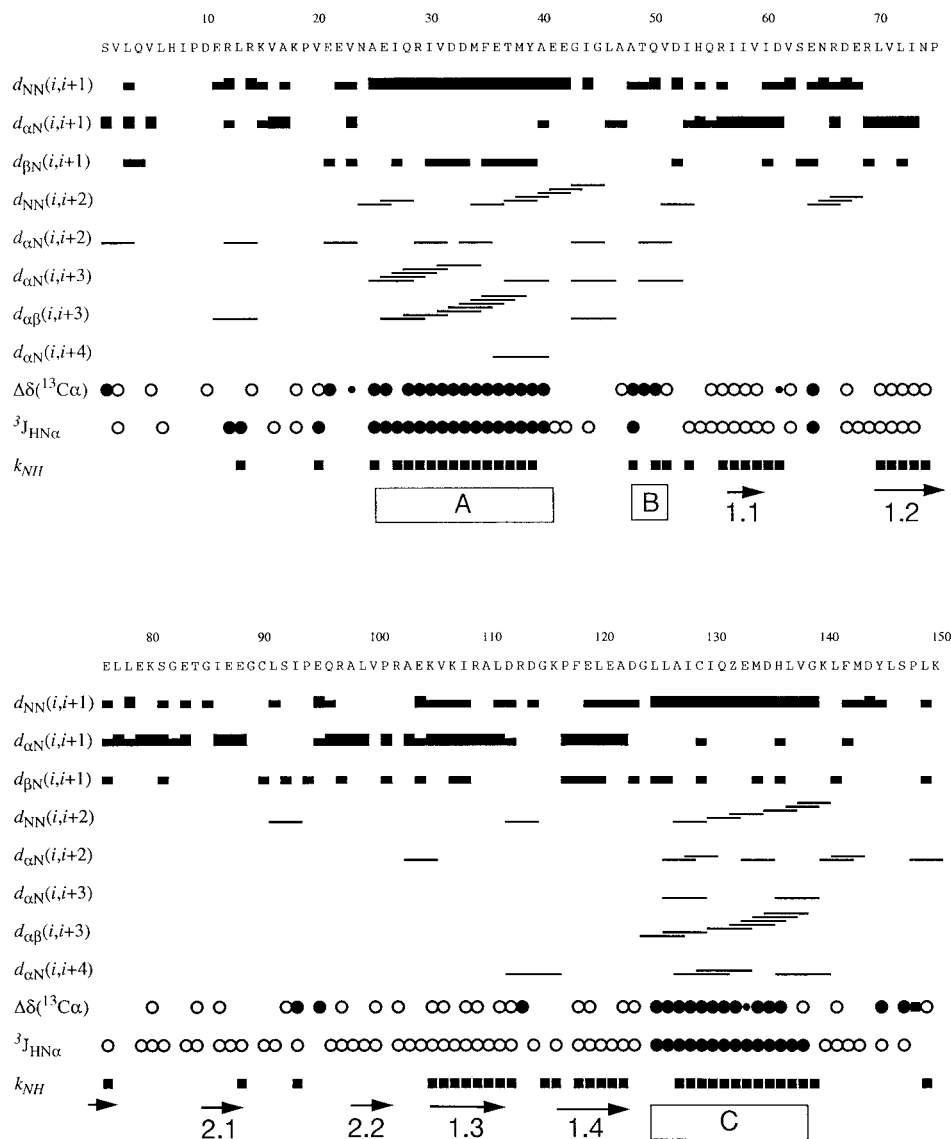 10 20 30 40 50 60 70
SVLQVLHIPDERLRKVAKPVEEVNAEIQRIVDDMFETMYAEEGIGLAATQVDIHQRIIVIDVSENRDERLVLINP
dNN(i,i+1)
dαN(i,i+1)
dβN(i,i+1)
dNN(i,i+2)
dαN(i,i+2)
dαN(i,i+3)
dαβ(i,i+3)
dαN(i,i+4)
Δδ(13Cα)
3JHNα
kNH
A B 1.1 1.2
80 90 100 110 120 130 140 150
ELLEKSGETGIEEGCLSIPEQRALVPRAEKVKIRALDRDGKPFELEADGLLAICIQZEMDHLVGKLFMDYLSPLK
dNN(i,i+1)
dαN(i,i+1)
dβN(i,i+1)
dNN(i,i+2)
dαN(i,i+2)
dαN(i,i+3)
dαβ(i,i+3)
dαN(i,i+4)
Δδ(13Cα)
3JHNα
kNH
2.1 2.2 1.3 1.4 C